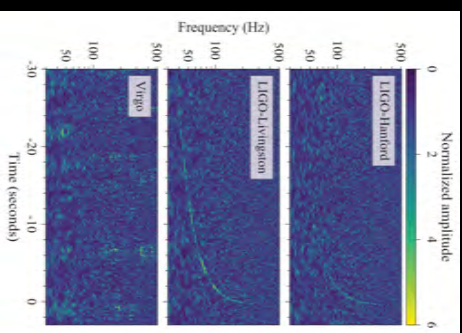 Normalized amplitude
0 2 4 6
LIGO-Hanford
500
100
50
LIGO-Livingston
500
100
50
Frequency (Hz)
Virgo
500
100
50
-30 -20 -10 0
Time (seconds)